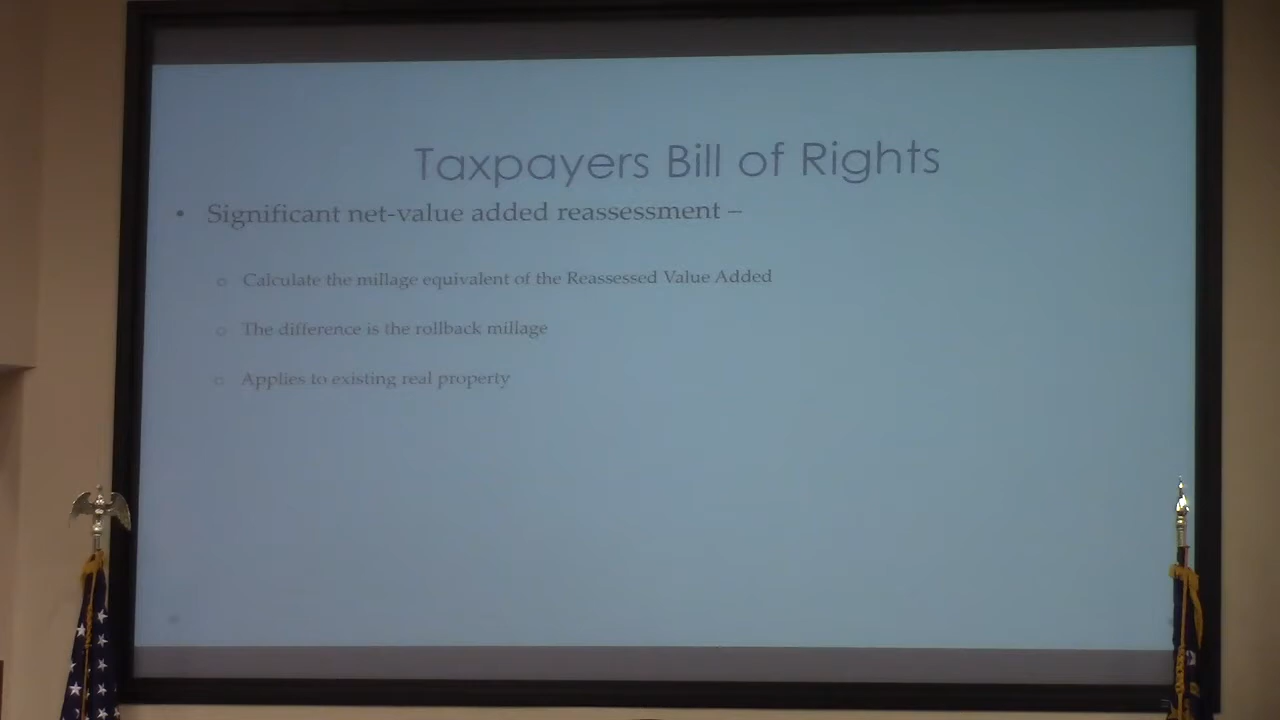 Taxpayers Bill of Rights
• Significant net-value added reassessment –
o Calculate the millage equivalent of the Reassessed Value Added
o The difference is the rollback millage
o Applies to existing real property